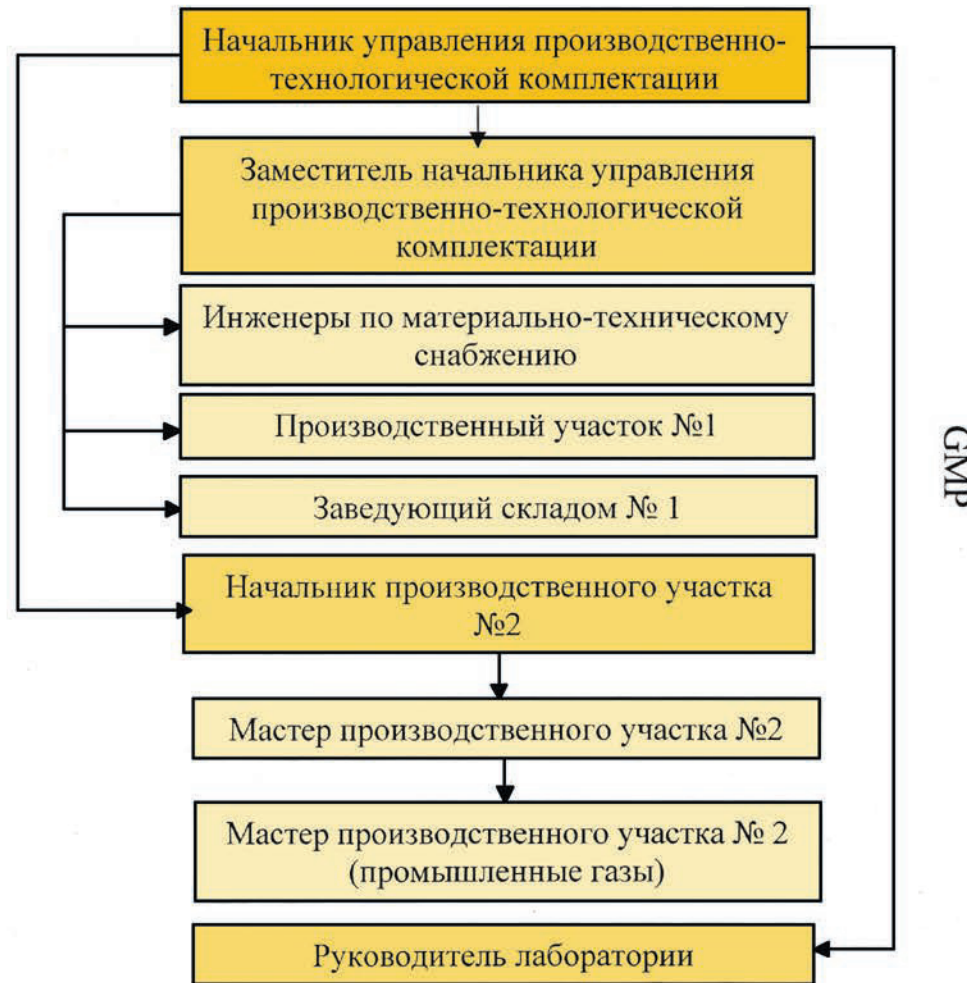 Начальник управления производственно-
технологической комплектации
Заместитель начальника управления
производственно-технологической
комплектации
Инженеры по материально-техническому
снабжению
Производственный участок №1
Заведующий складом № 1
Начальник производственного участка
№2
Мастер производственного участка №2
Мастер производственного участка № 2
(промышленные газы)
Руководитель лаборатории
GMP